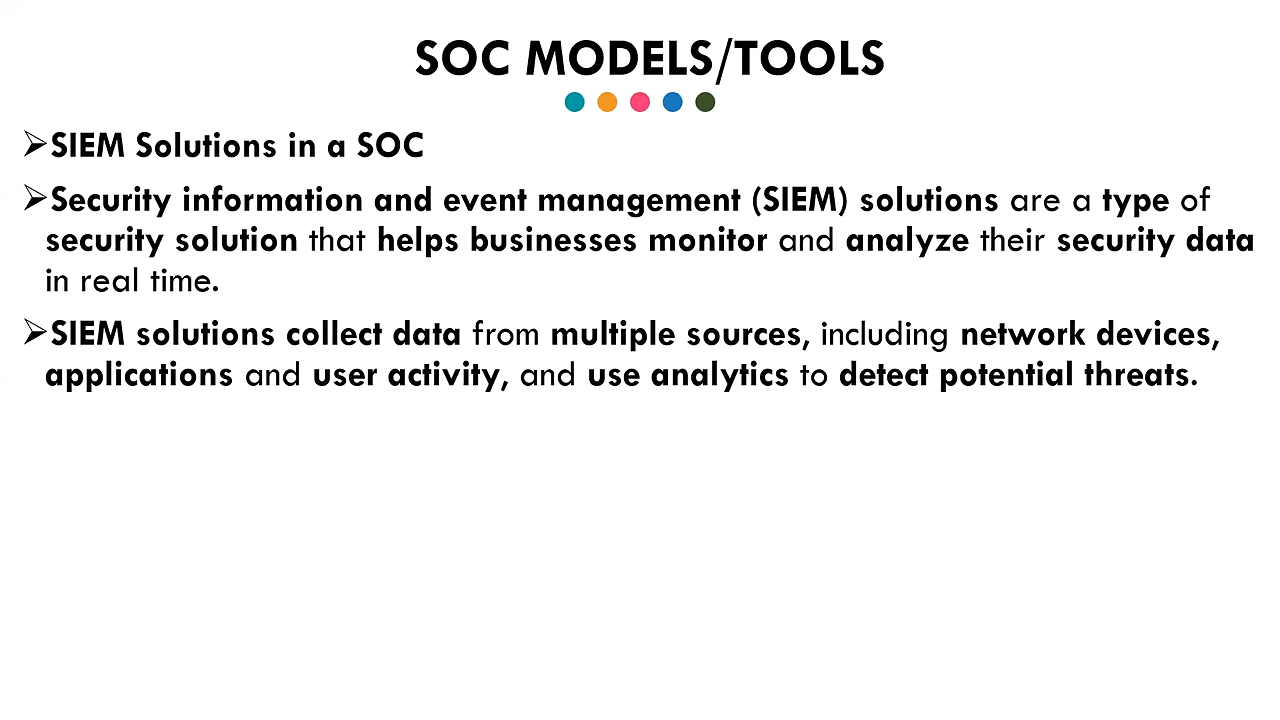 SOC MODELS/TOOLS
➢SIEM Solutions in a SOC
➢Security information and event management (SIEM) solutions are a type of
security solution that helps businesses monitor and analyze their security data
in real time.
➢SIEM solutions collect data from multiple sources, including network devices,
applications and user activity, and use analytics to detect potential threats.